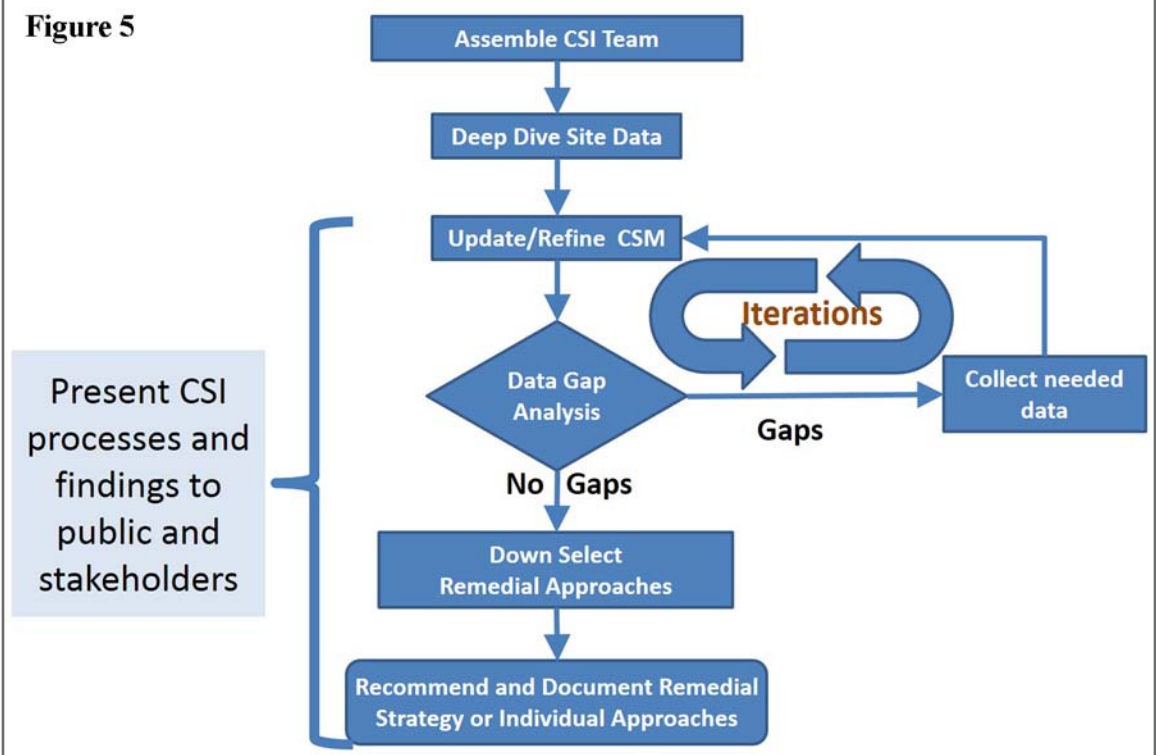 Figure 5
Assemble CSI Team
Deep Dive Site Data
Update/Refine CSM
Iterations
Data Gap
Analysis
Gaps
Collect needed
data
No Gaps
Down Select
Remedial Approaches
Recommend and Document Remedial
Strategy or Individual Approaches
Present CSI
processes and
findings to
public and
stakeholders